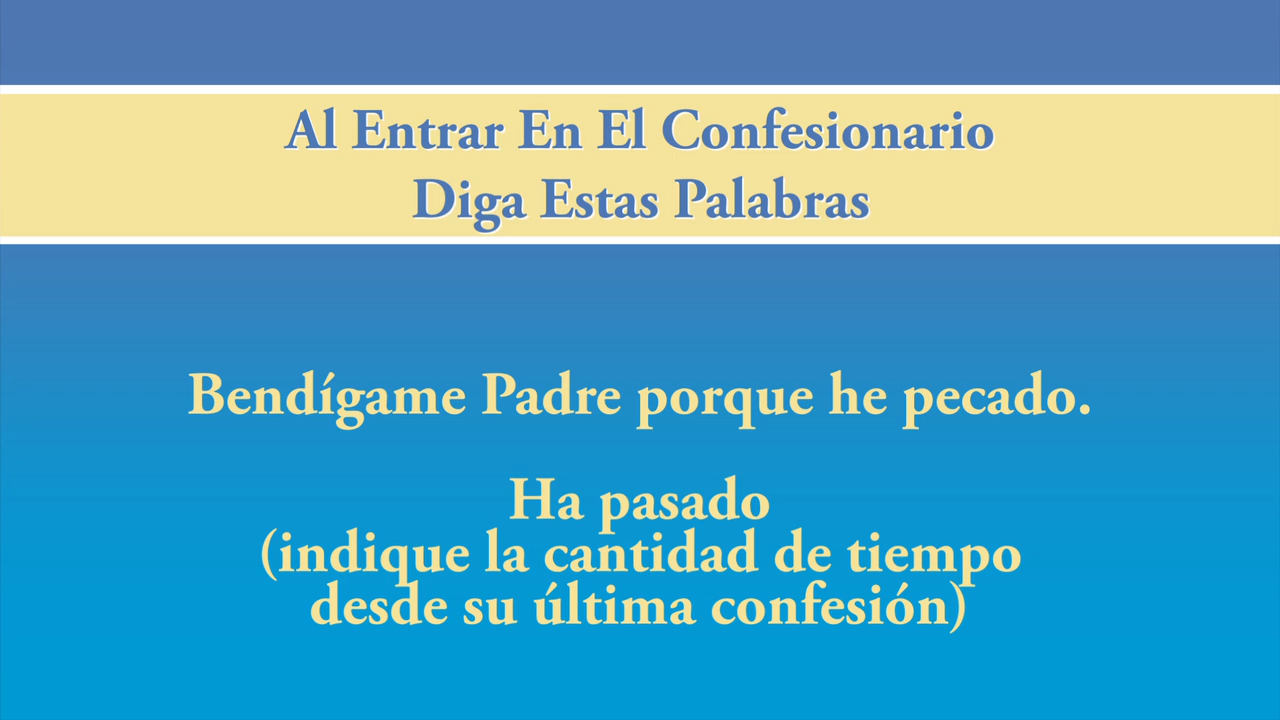 Al Entrar En El Confesionario
Diga Estas Palabras
Bendígame Padre porque he pecado.
Ha pasado
(indique la cantidad de tiempo
desde su última confesión)